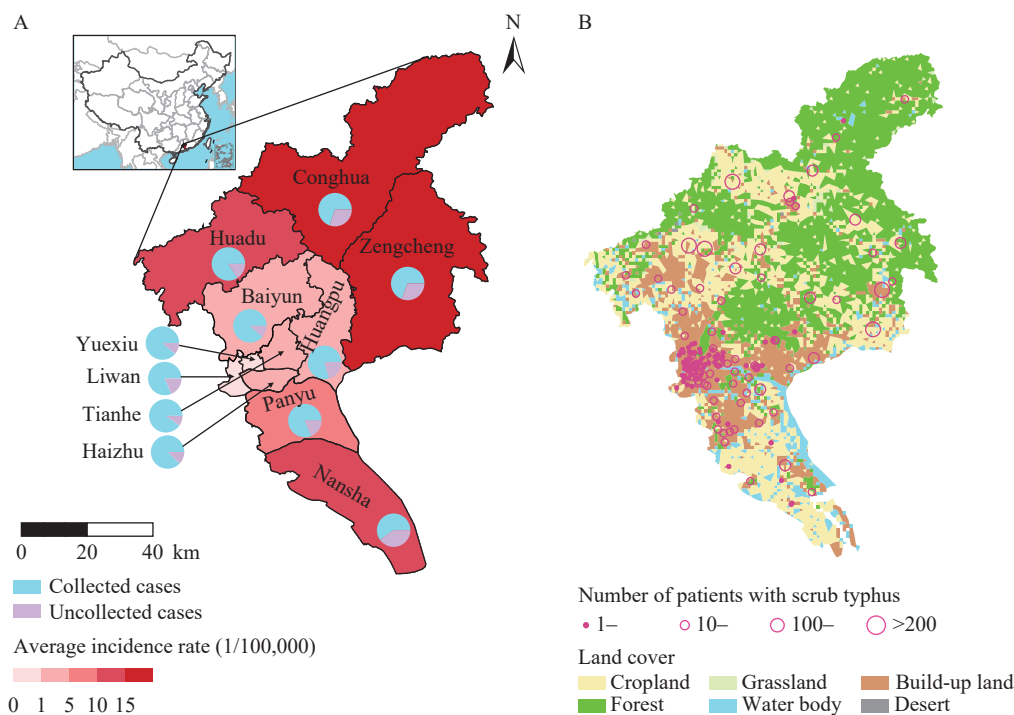 A
N
B
Conghua
Huadu
Zengcheng
Baiyun
Huangpu
Yuexiu
Liwan
Tianhe
Haizhu
Panyu
Nansha
0 20 40 km
Collected cases
Uncollected cases
Average incidence rate (1/100,000)
0 1 5 10 15
Number of patients with scrub typhus
1– 10– 100– >200
Land cover
Cropland Grassland Build-up land
Forest Water body Desert